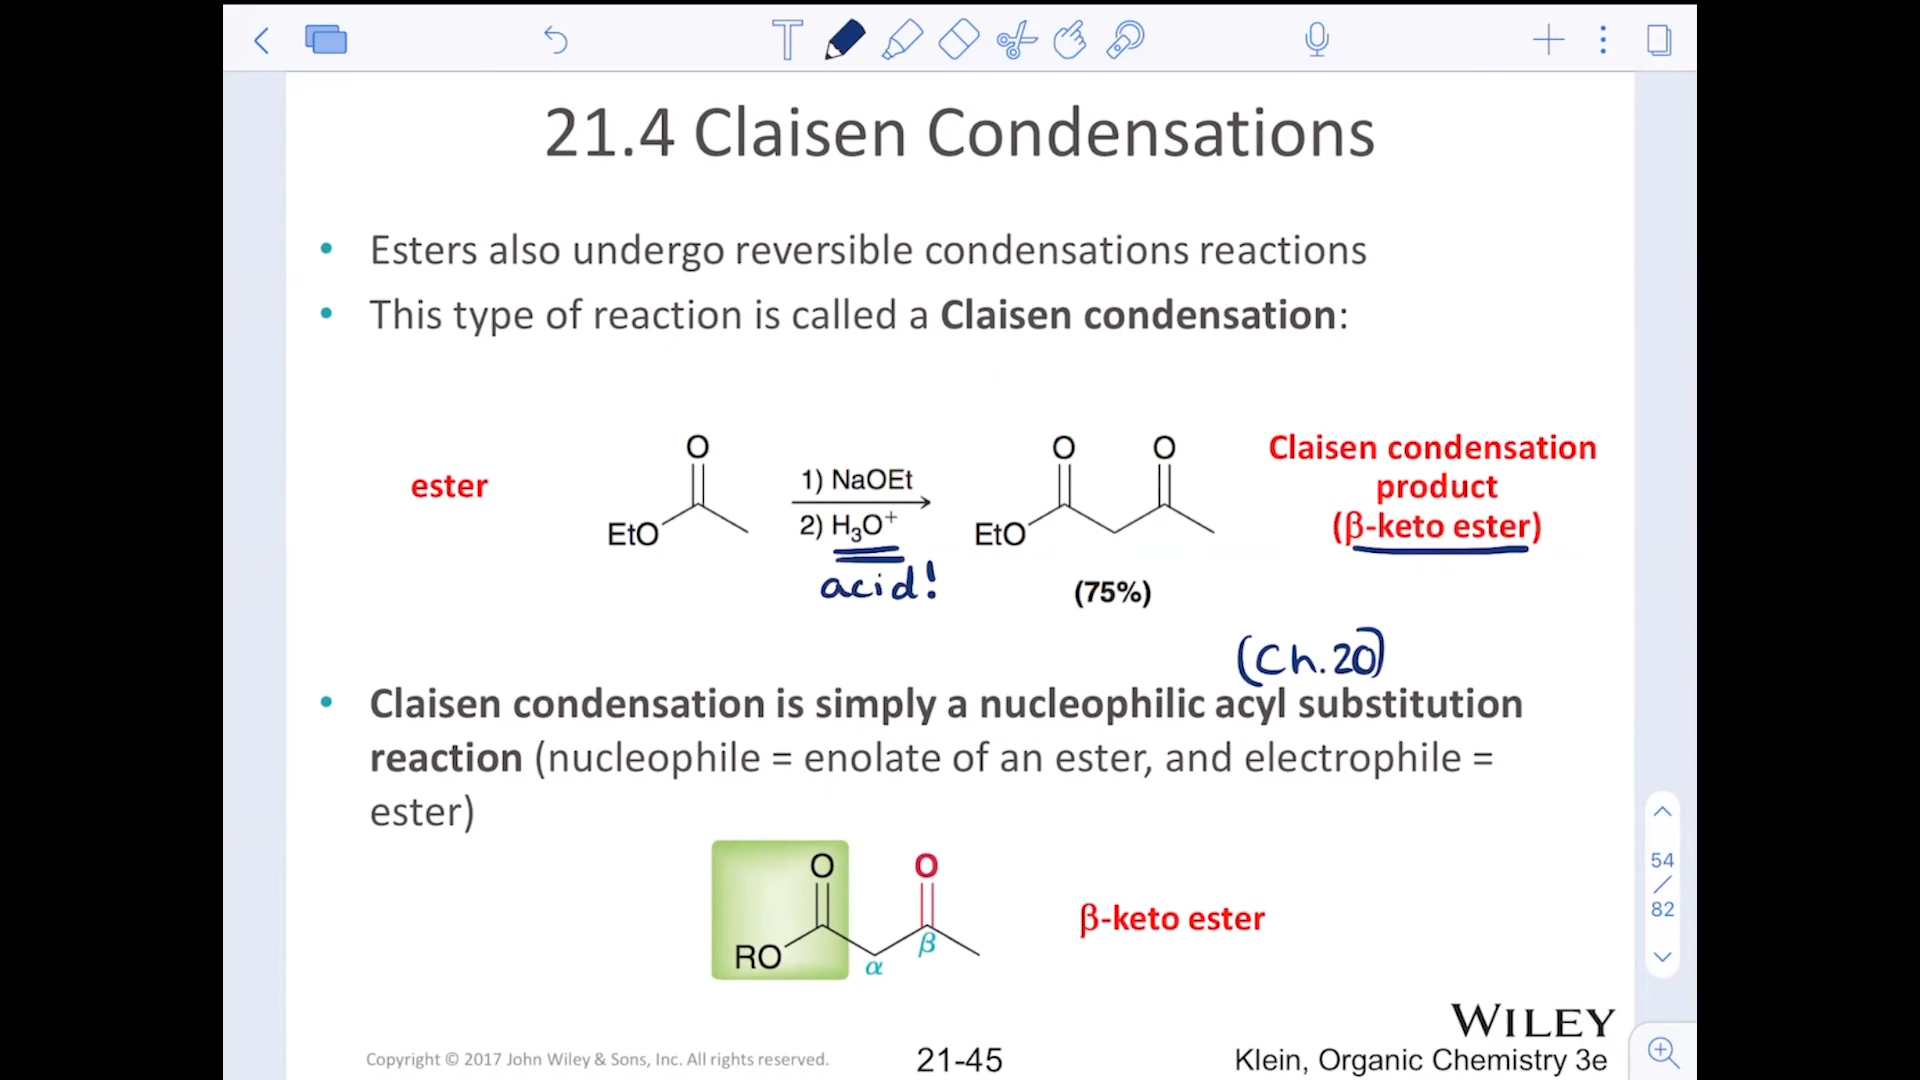 T
21.4 Claisen Condensations
• Esters also undergo reversible condensations reactions
• This type of reaction is called a Claisen condensation:
ester
O
EtO
1) NaOEt
2) H₃O⁺
acid!
O O
EtO
(75%)
Claisen condensation
product
(β-keto ester)
(Ch.20)
• Claisen condensation is simply a nucleophilic acyl substitution
reaction (nucleophile = enolate of an ester, and electrophile =
ester)
O O
RO
α
β
β-keto ester
54
/
82
WILEY
Copyright © 2017 John Wiley & Sons, Inc. All rights reserved.
21-45
Klein, Organic Chemistry 3e